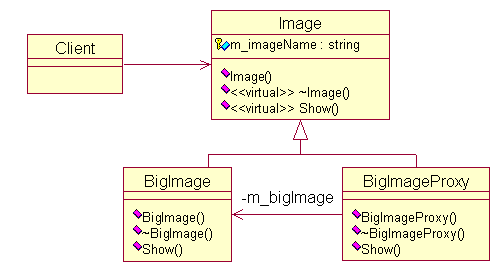 Image
Client
m_imageName : string
Image()
<<virtual>> ~Image()
<<virtual>> Show()
BigImage
BigImageProxy
-m_bigImage
BigImage()
~BigImage()
Show()
BigImageProxy()
~BigImageProxy()
Show()